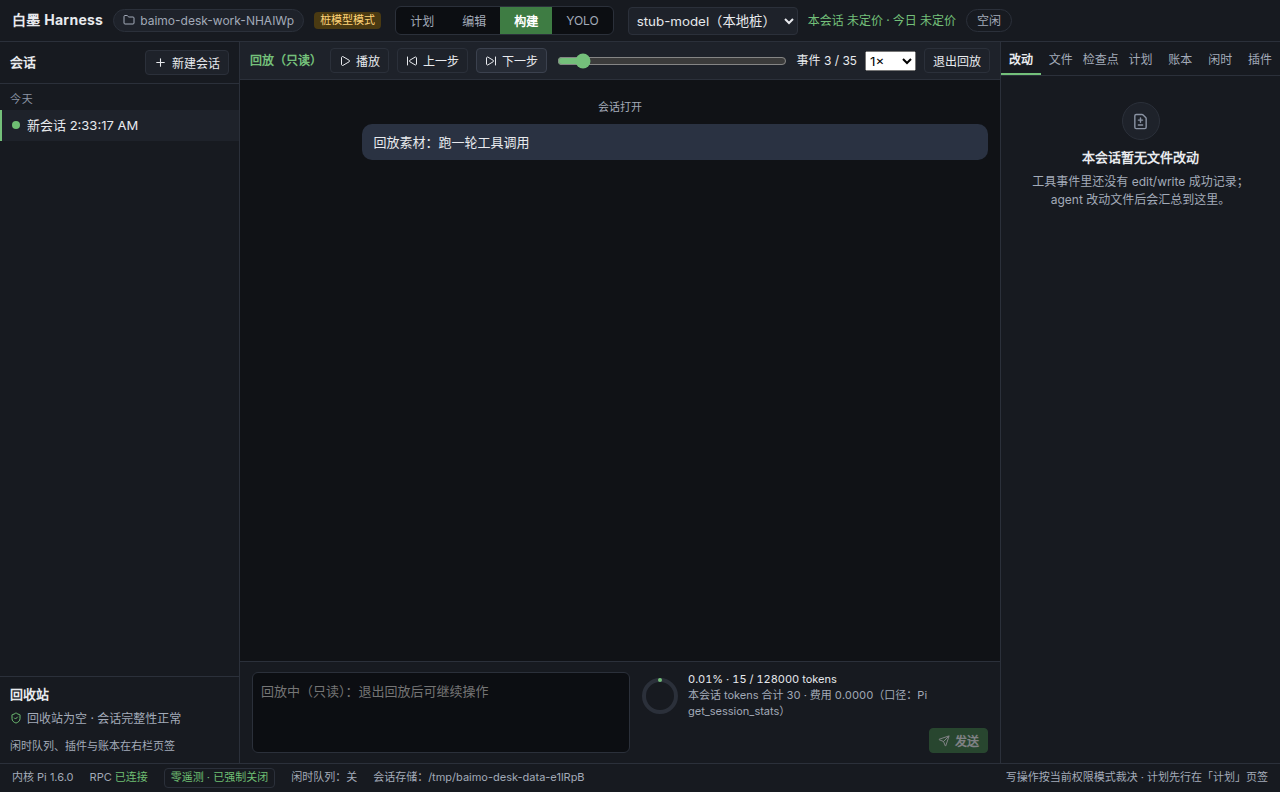 白墨 Harness
baimo-desk-work-NHAIWp
桩模型模式
计划
编辑
构建
YOLO
stub-model（本地桩）
本会话 未定价 · 今日 未定价
空闲
会话
新建会话
今天
新会话 2:33:17 AM
回放（只读）
播放
上一步
下一步
事件 3 / 35
1×
退出回放
会话打开
回放素材：跑一轮工具调用
改动
文件
检查点
计划
账本
闲时
插件
本会话暂无文件改动
工具事件里还没有 edit/write 成功记录；
agent 改动文件后会汇总到这里。
回收站
回收站为空 · 会话完整性正常
闲时队列、插件与账本在右栏页签
回放中（只读）：退出回放后可继续操作
0.01% · 15 / 128000 tokens
本会话 tokens 合计 30 · 费用 0.0000（口径：Pi
get_session_stats）
发送
内核 Pi 1.6.0
RPC 已连接
零遥测 · 已强制关闭
闲时队列：关
会话存储：/tmp/baimo-desk-data-e1lRpB
写操作按当前权限模式裁决 · 计划先行在「计划」页签